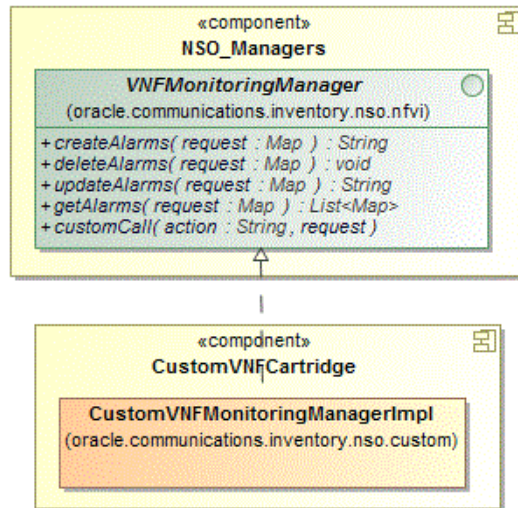 «component»
NSO_Managers
VNFMonitoringManager
(oracle.communications.inventory.nso.nfvi)
+createAlarms( request : Map ) : String
+deleteAlarms( request : Map ) : void
+updateAlarms( request : Map ) : String
+getAlarms( request : Map ) : List<Map>
+customCall( action : String, request )
«component»
CustomVNFCartridge
CustomVNFMonitoringManagerImpl
(oracle.communications.inventory.nso.custom)